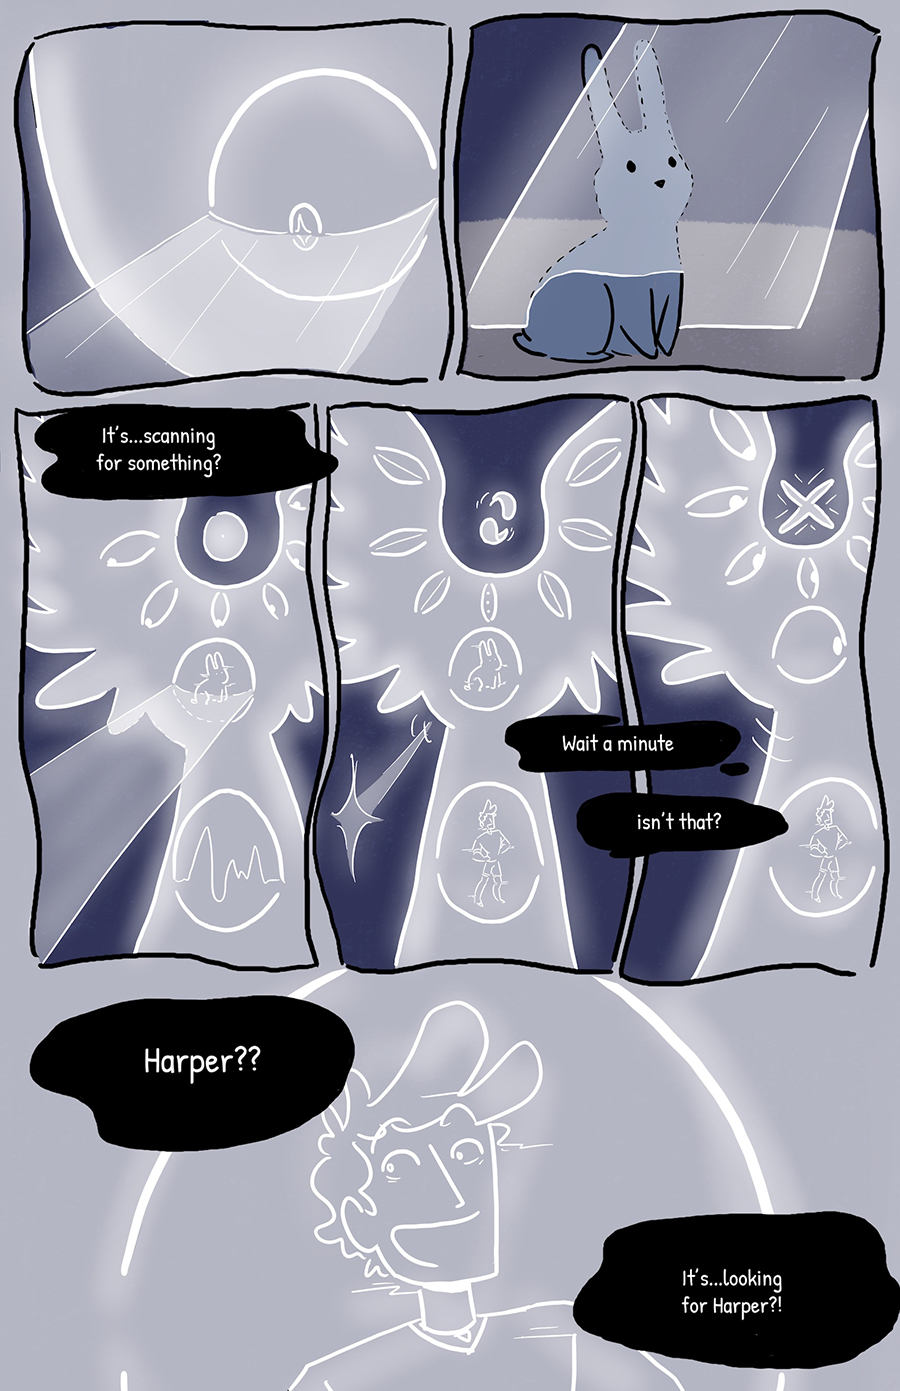 It's...scanning
for something?
Wait a minute
isn't that?
Harper??
It's...looking
for Harper?!